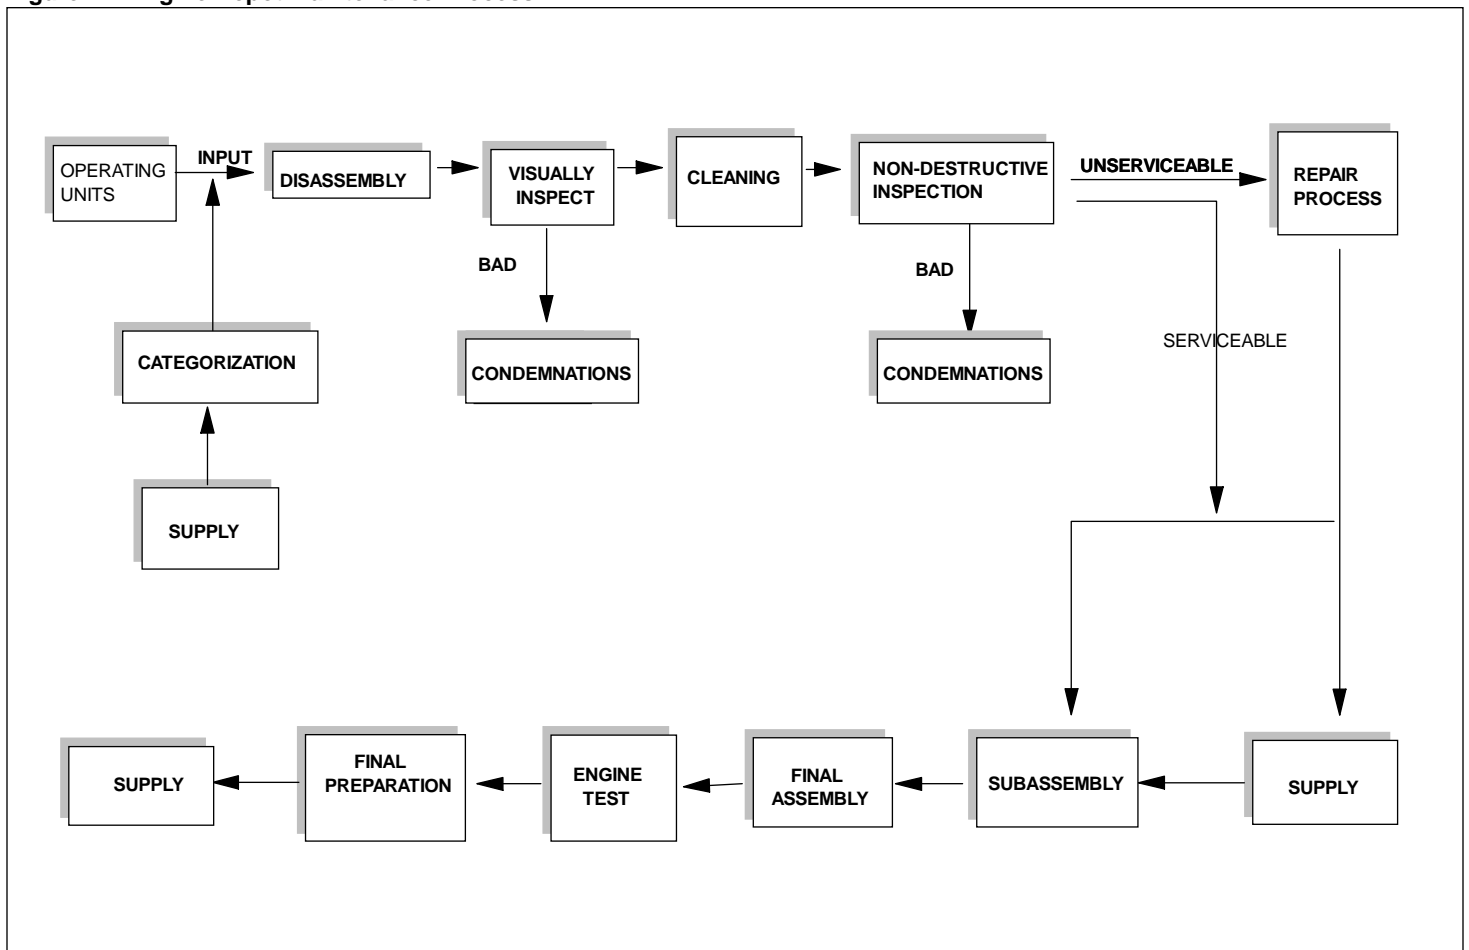 INPUT
OPERATING
UNITS
DISASSEMBLY
VISUALLY
INSPECT
CLEANING
NON-DESTRUCTIVE
INSPECTION
UNSERVICEABLE
REPAIR
PROCESS
BAD
BAD
CATEGORIZATION
CONDEMNATIONS
CONDEMNATIONS
SERVICEABLE
SUPPLY
SUPPLY
FINAL
PREPARATION
ENGINE
TEST
FINAL
ASSEMBLY
SUBASSEMBLY
SUPPLY